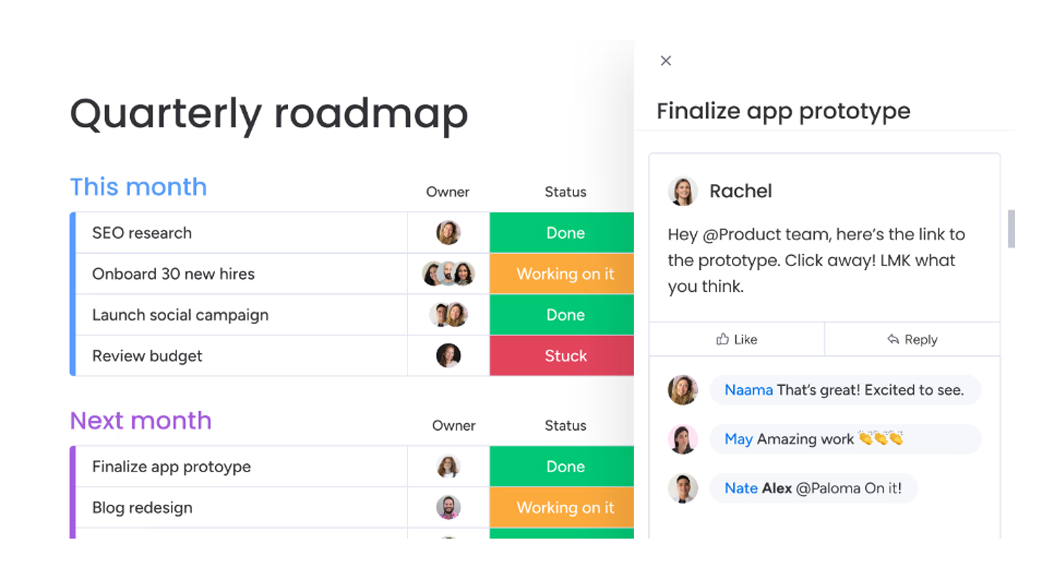 Quarterly roadmap
This month
Owner
Status
SEO research
Done
Onboard 30 new hires
Working on it
Launch social campaign
Done
Review budget
Stuck
Next month
Owner
Status
Finalize app protoype
Done
Blog redesign
Working on it
Finalize app prototype
Rachel
Hey @Product team, here’s the link to
the prototype. Click away! LMK what
you think.
Like
Reply
Naama That’s great! Excited to see.
May Amazing work 👏👏👏
Nate Alex @Paloma On it!